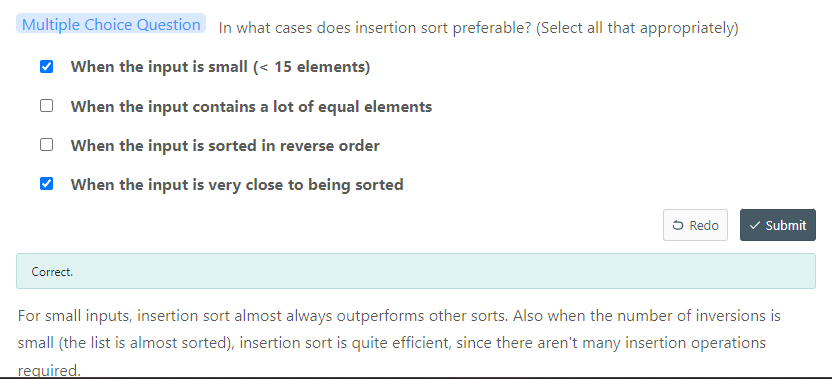 Multiple Choice Question In what cases does insertion sort preferable? (Select all that appropriately)
When the input is small (< 15 elements)
When the input contains a lot of equal elements
When the input is sorted in reverse order
When the input is very close to being sorted
Redo Submit
Correct.
For small inputs, insertion sort almost always outperforms other sorts. Also when the number of inversions is
small (the list is almost sorted), insertion sort is quite efficient, since there aren't many insertion operations
required.